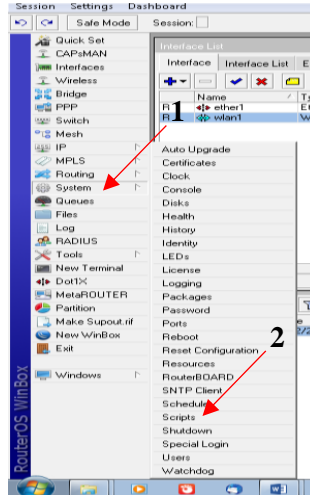 Session Settings Dashboard
Safe Mode Session:
Quick Set
CAPsMAN
Interfaces
Wireless
Bridge
PPP
Switch
Mesh
IP
MPLS
Routing
System
Queues
Files
Log
RADIUS
Tools
New Terminal
Dot1X
MetaROUTER
Partition
Make Supout.rif
New WinBox
Exit
Windows
RouterOS WinBox
Interface List
Interface Interface List
Name
R ether1
R wlan1
1
Auto Upgrade
Certificates
Clock
Console
Disks
Health
History
Identity
LEDs
License
Logging
Packages
Password
Ports
Reboot
Reset Configuration
Resources
RouterBOARD
SNTP Client
Scheduler
Scripts
Shutdown
Special Login
Users
Watchdog
2